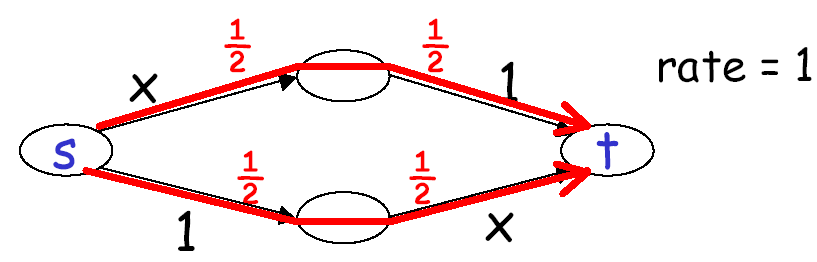 1/2 1/2
x 1 rate = 1
s t
1/2 1/2
1 x